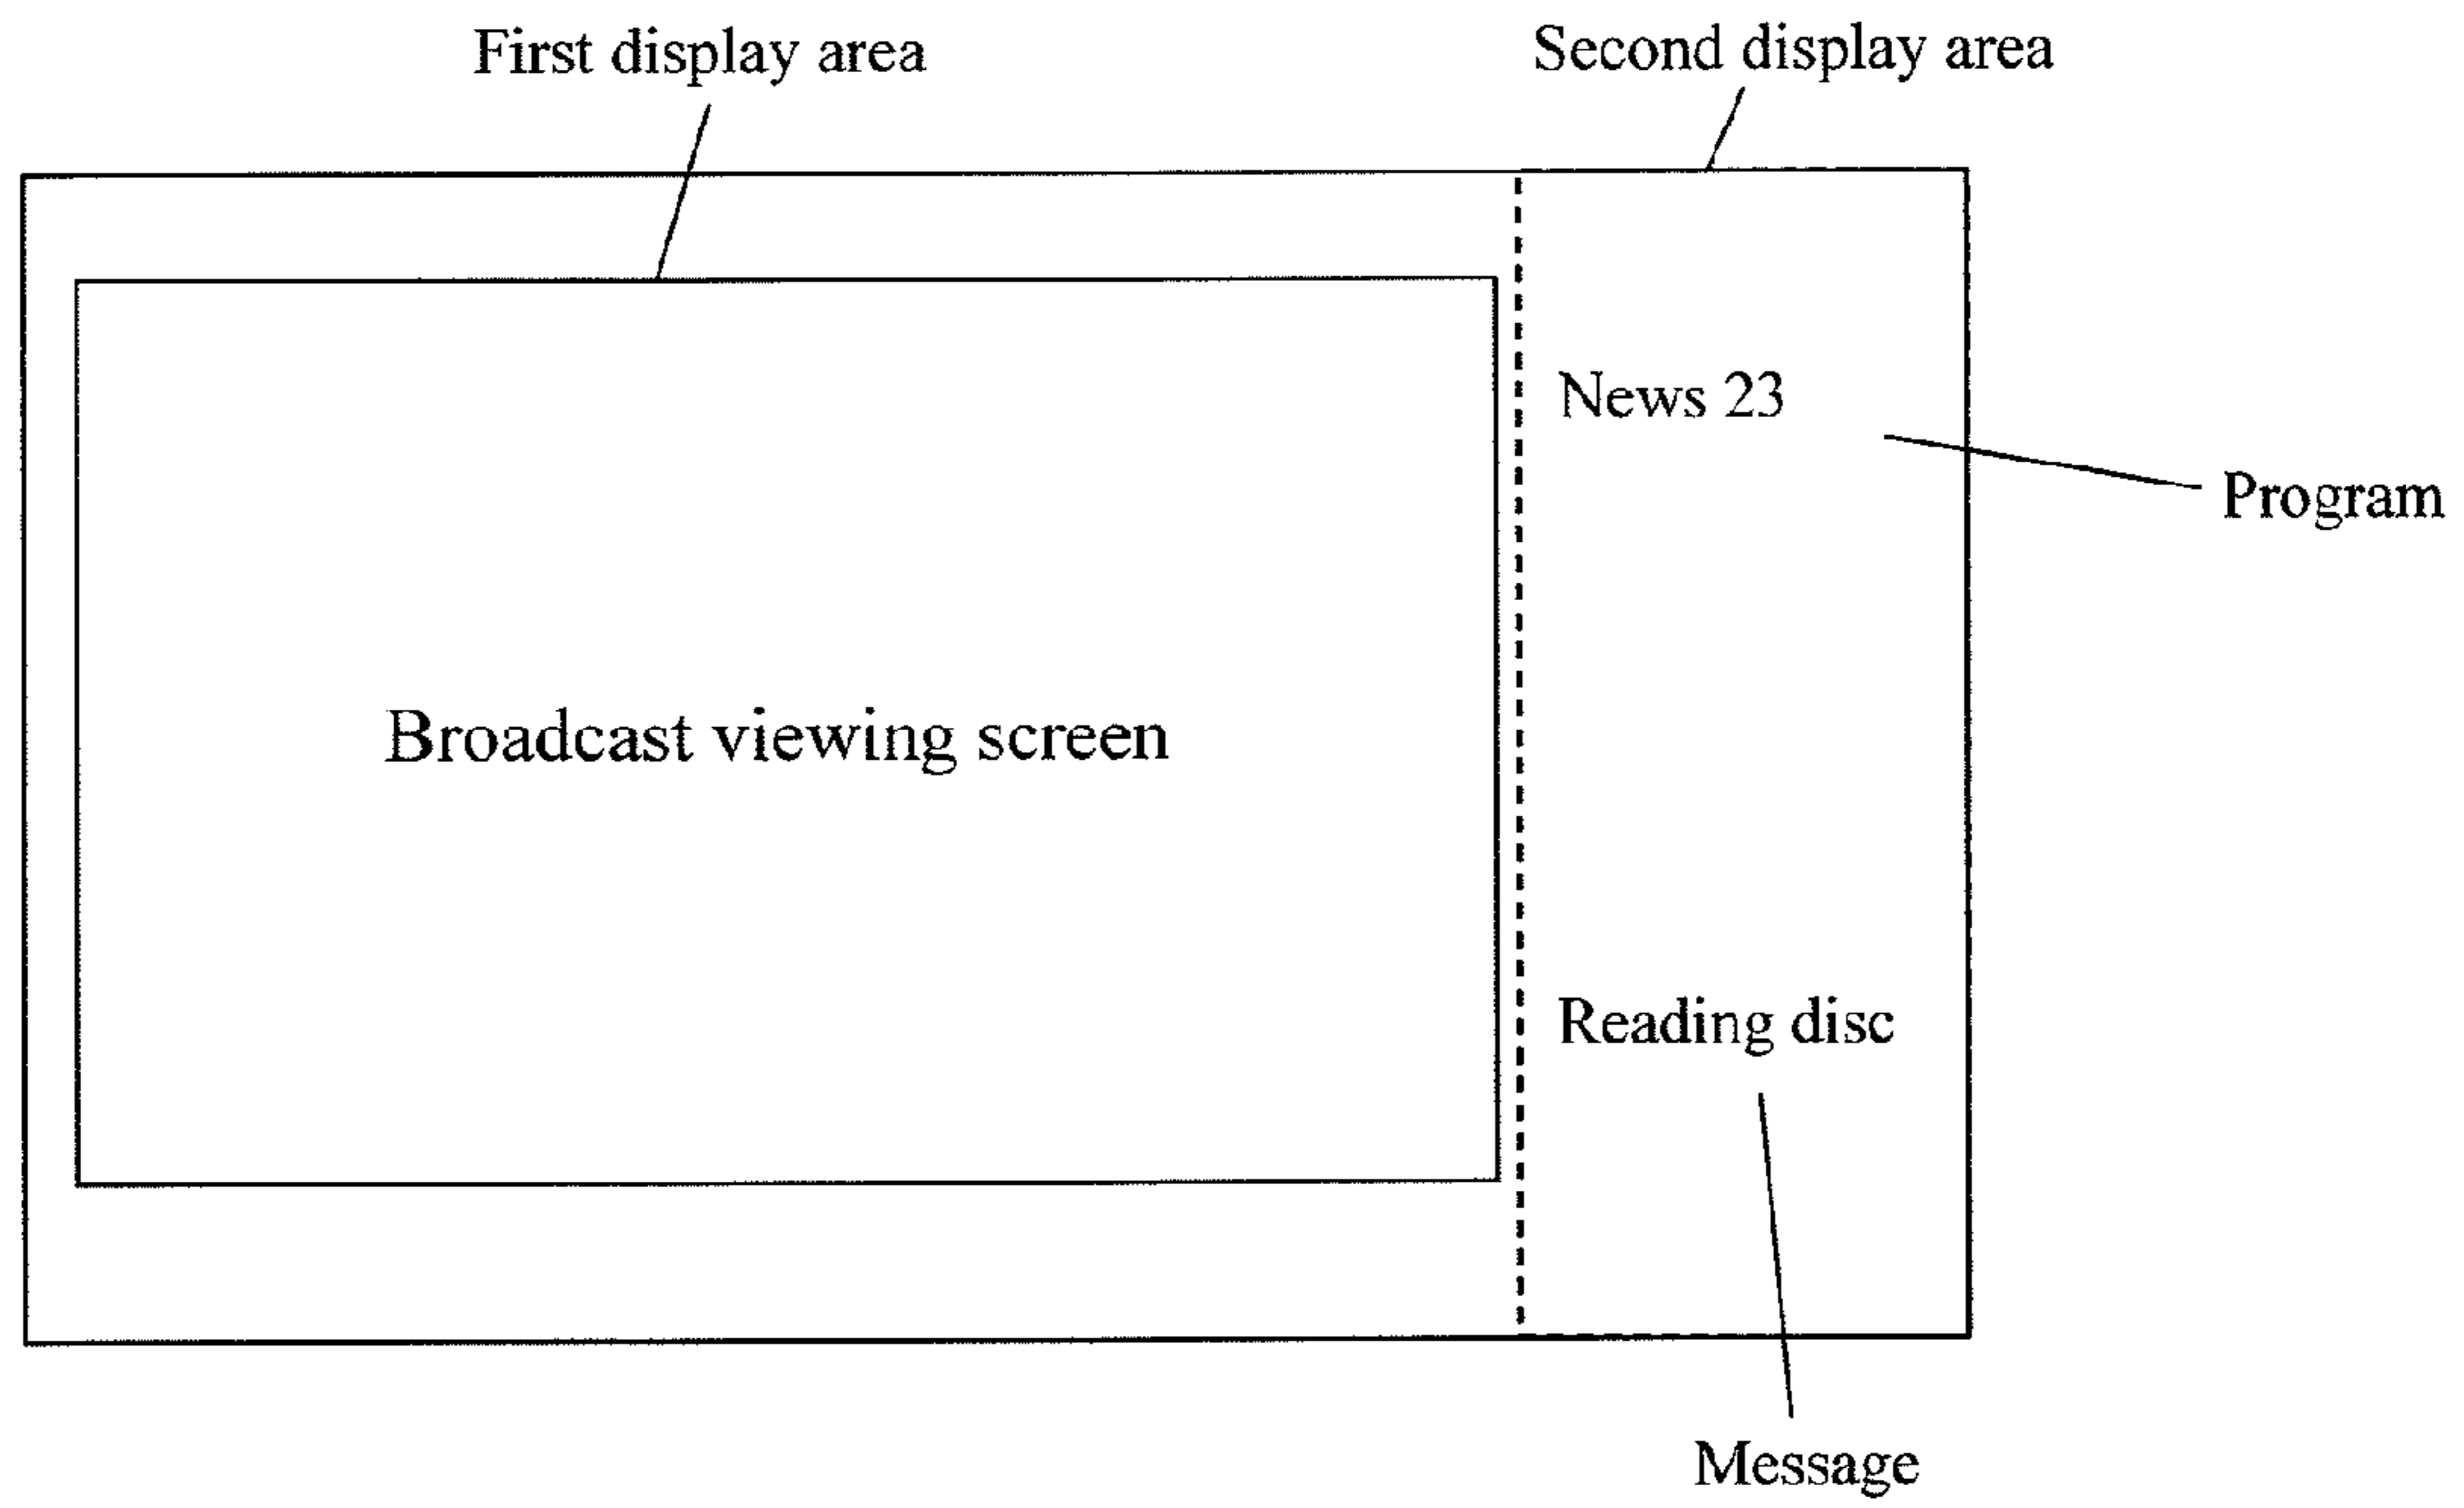 First display area
Second display area
News 23
Program
Broadcast viewing screen
Reading disc
Message